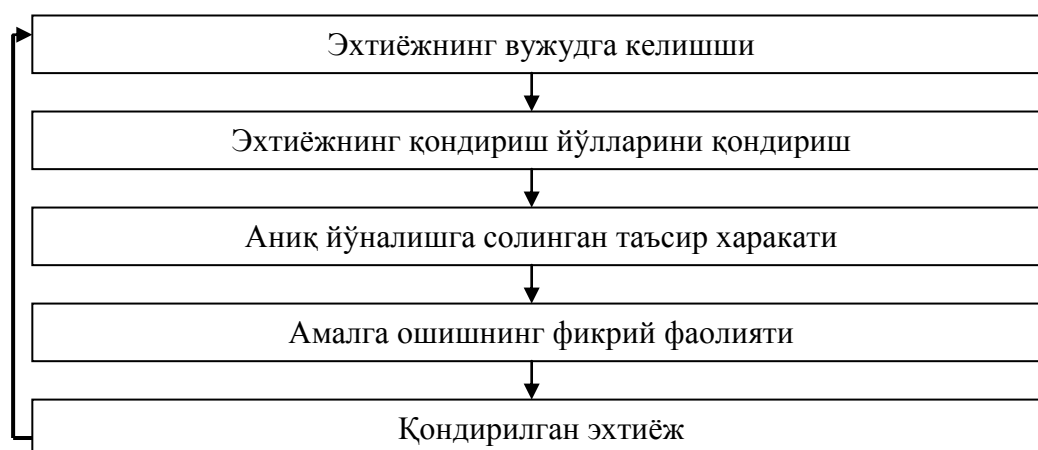 Эхтиёжнинг вужудга келишши
Эхтиёжнинг қондириш йўлларини қондириш
Аниқ йўналишга солинган таъсир харакати
Амалга ошишнинг фикрий фаолияти
Қондирилган эхтиёж